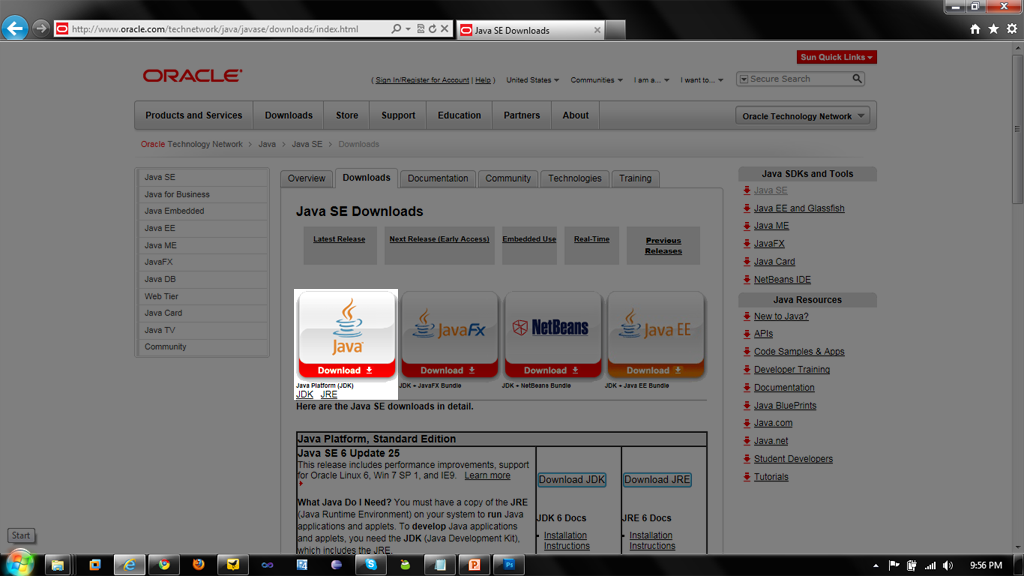 http://www.oracle.com/technetwork/java/javase/downloads/index.html
Java SE Downloads
Sun Quick Links
ORACLE
( Sign In/Register for Account | Help ) United States Communities I am a... I want to... Secure Search
Products and Services Downloads Store Support Education Partners About Oracle Technology Network
Oracle Technology Network > Java > Java SE > Downloads
Java SE
Java for Business
Java Embedded
Java EE
Java ME
JavaFX
Java DB
Web Tier
Java Card
Java TV
Community
Overview Downloads Documentation Community Technologies Training
Java SE Downloads
Latest Release Next Release (Early Access) Embedded Use Real-Time Previous
Releases
Java JavaFX NetBeans Java EE
Download Download Download Download
Java Platform (JDK) JDK + JavaFX Bundle JDK + NetBeans Bundle JDK + Java EE Bundle
JDK JRE
Here are the Java SE downloads in detail.
Java Platform, Standard Edition
Java SE 6 Update 25
This release includes performance improvements, support
for Oracle Linux 6, Win 7 SP 1, and IE9. Learn more
What Java Do I Need? You must have a copy of the JRE
(Java Runtime Environment) on your system to run Java
applications and applets. To develop Java applications
and applets, you need the JDK (Java Development Kit),
which includes the JRE.
Download JDK
JDK 6 Docs
• Installation
Instructions
Download JRE
JRE 6 Docs
• Installation
Instructions
Java SDKs and Tools
Java SE
Java EE and Glassfish
Java ME
JavaFX
Java Card
NetBeans IDE
Java Resources
New to Java?
APIs
Code Samples & Apps
Developer Training
Documentation
Java BluePrints
Java.com
Java.net
Student Developers
Tutorials
Start
9:56 PM